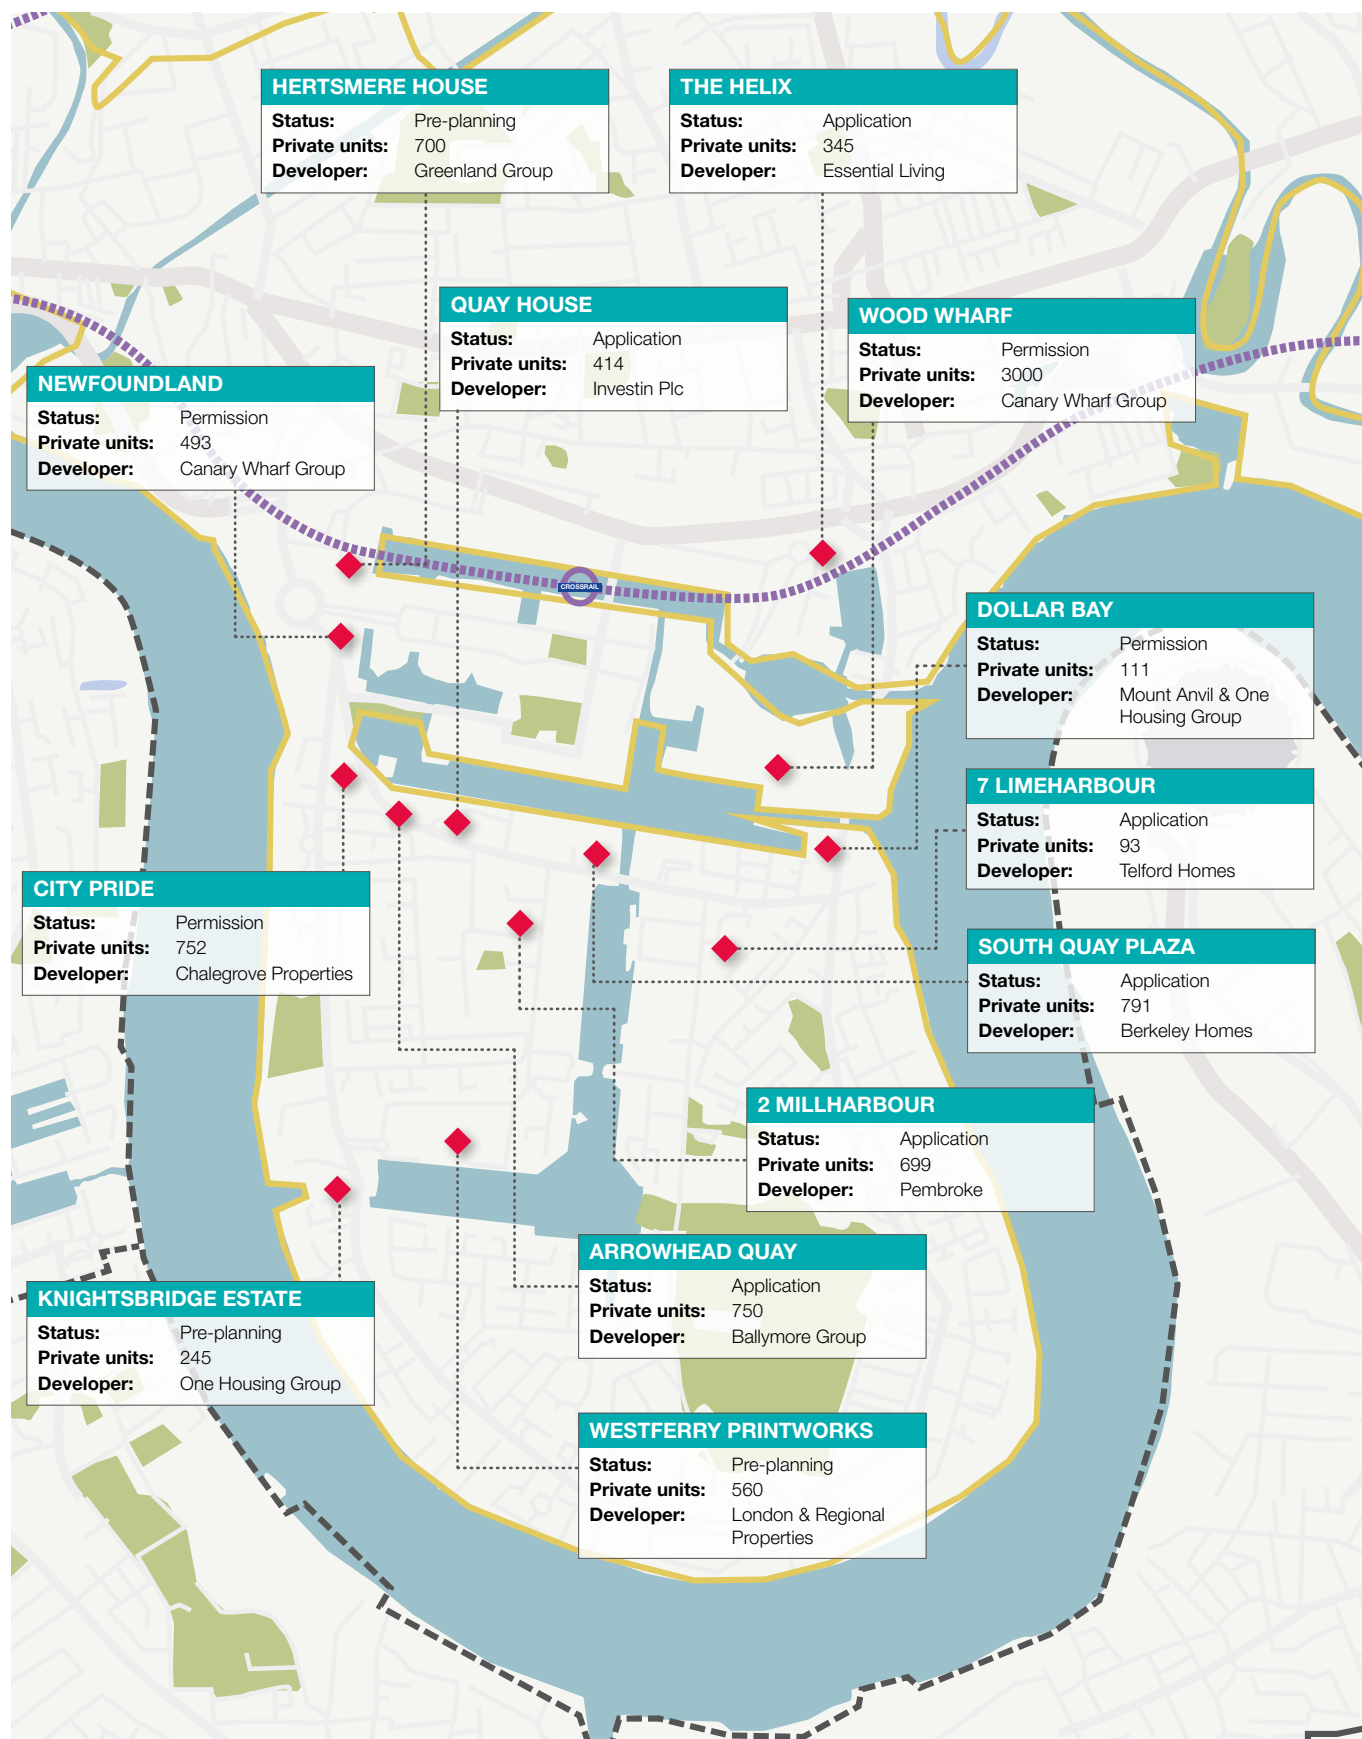 HERTSMERE HOUSE
Status: Pre-planning
Private units: 700
Developer: Greenland Group
THE HELIX
Status: Application
Private units: 345
Developer: Essential Living
QUAY HOUSE
Status: Application
Private units: 414
Developer: Investin Plc
WOOD WHARF
Status: Permission
Private units: 3000
Developer: Canary Wharf Group
NEWFOUNDLAND
Status: Permission
Private units: 493
Developer: Canary Wharf Group
CROSSRAIL
DOLLAR BAY
Status: Permission
Private units: 111
Developer: Mount Anvil & One
Housing Group
7 LIMEHARBOUR
Status: Application
Private units: 93
Developer: Telford Homes
CITY PRIDE
Status: Permission
Private units: 752
Developer: Chalegrove Properties
SOUTH QUAY PLAZA
Status: Application
Private units: 791
Developer: Berkeley Homes
2 MILLHARBOUR
Status: Application
Private units: 699
Developer: Pembroke
ARROWHEAD QUAY
Status: Application
Private units: 750
Developer: Ballymore Group
KNIGHTSBRIDGE ESTATE
Status: Pre-planning
Private units: 245
Developer: One Housing Group
WESTFERRY PRINTWORKS
Status: Pre-planning
Private units: 560
Developer: London & Regional
Properties